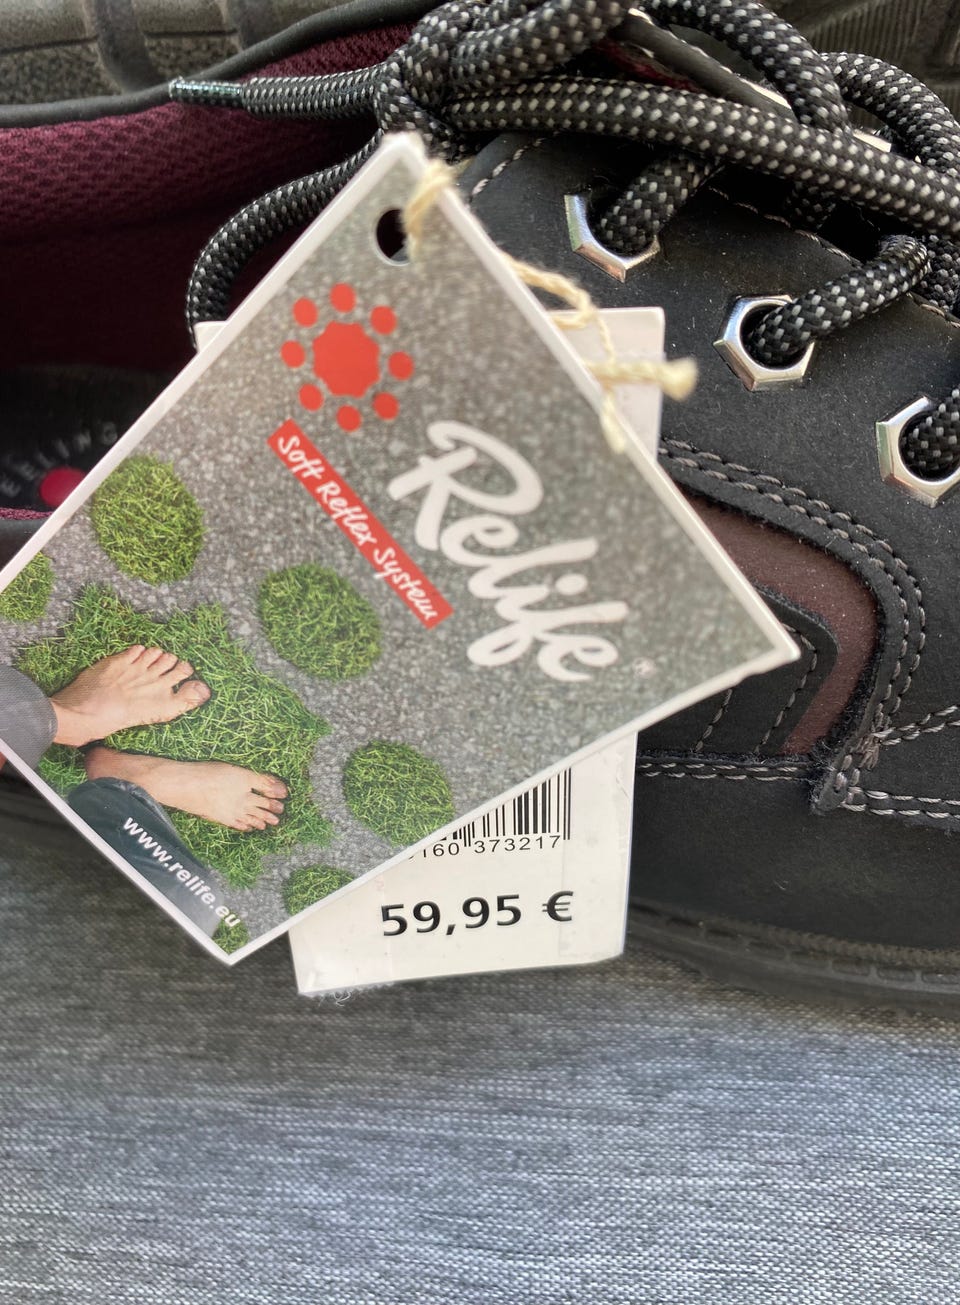 Relife
®
Soft Reflex System
www.relife.eu
160 373217
59,95 €